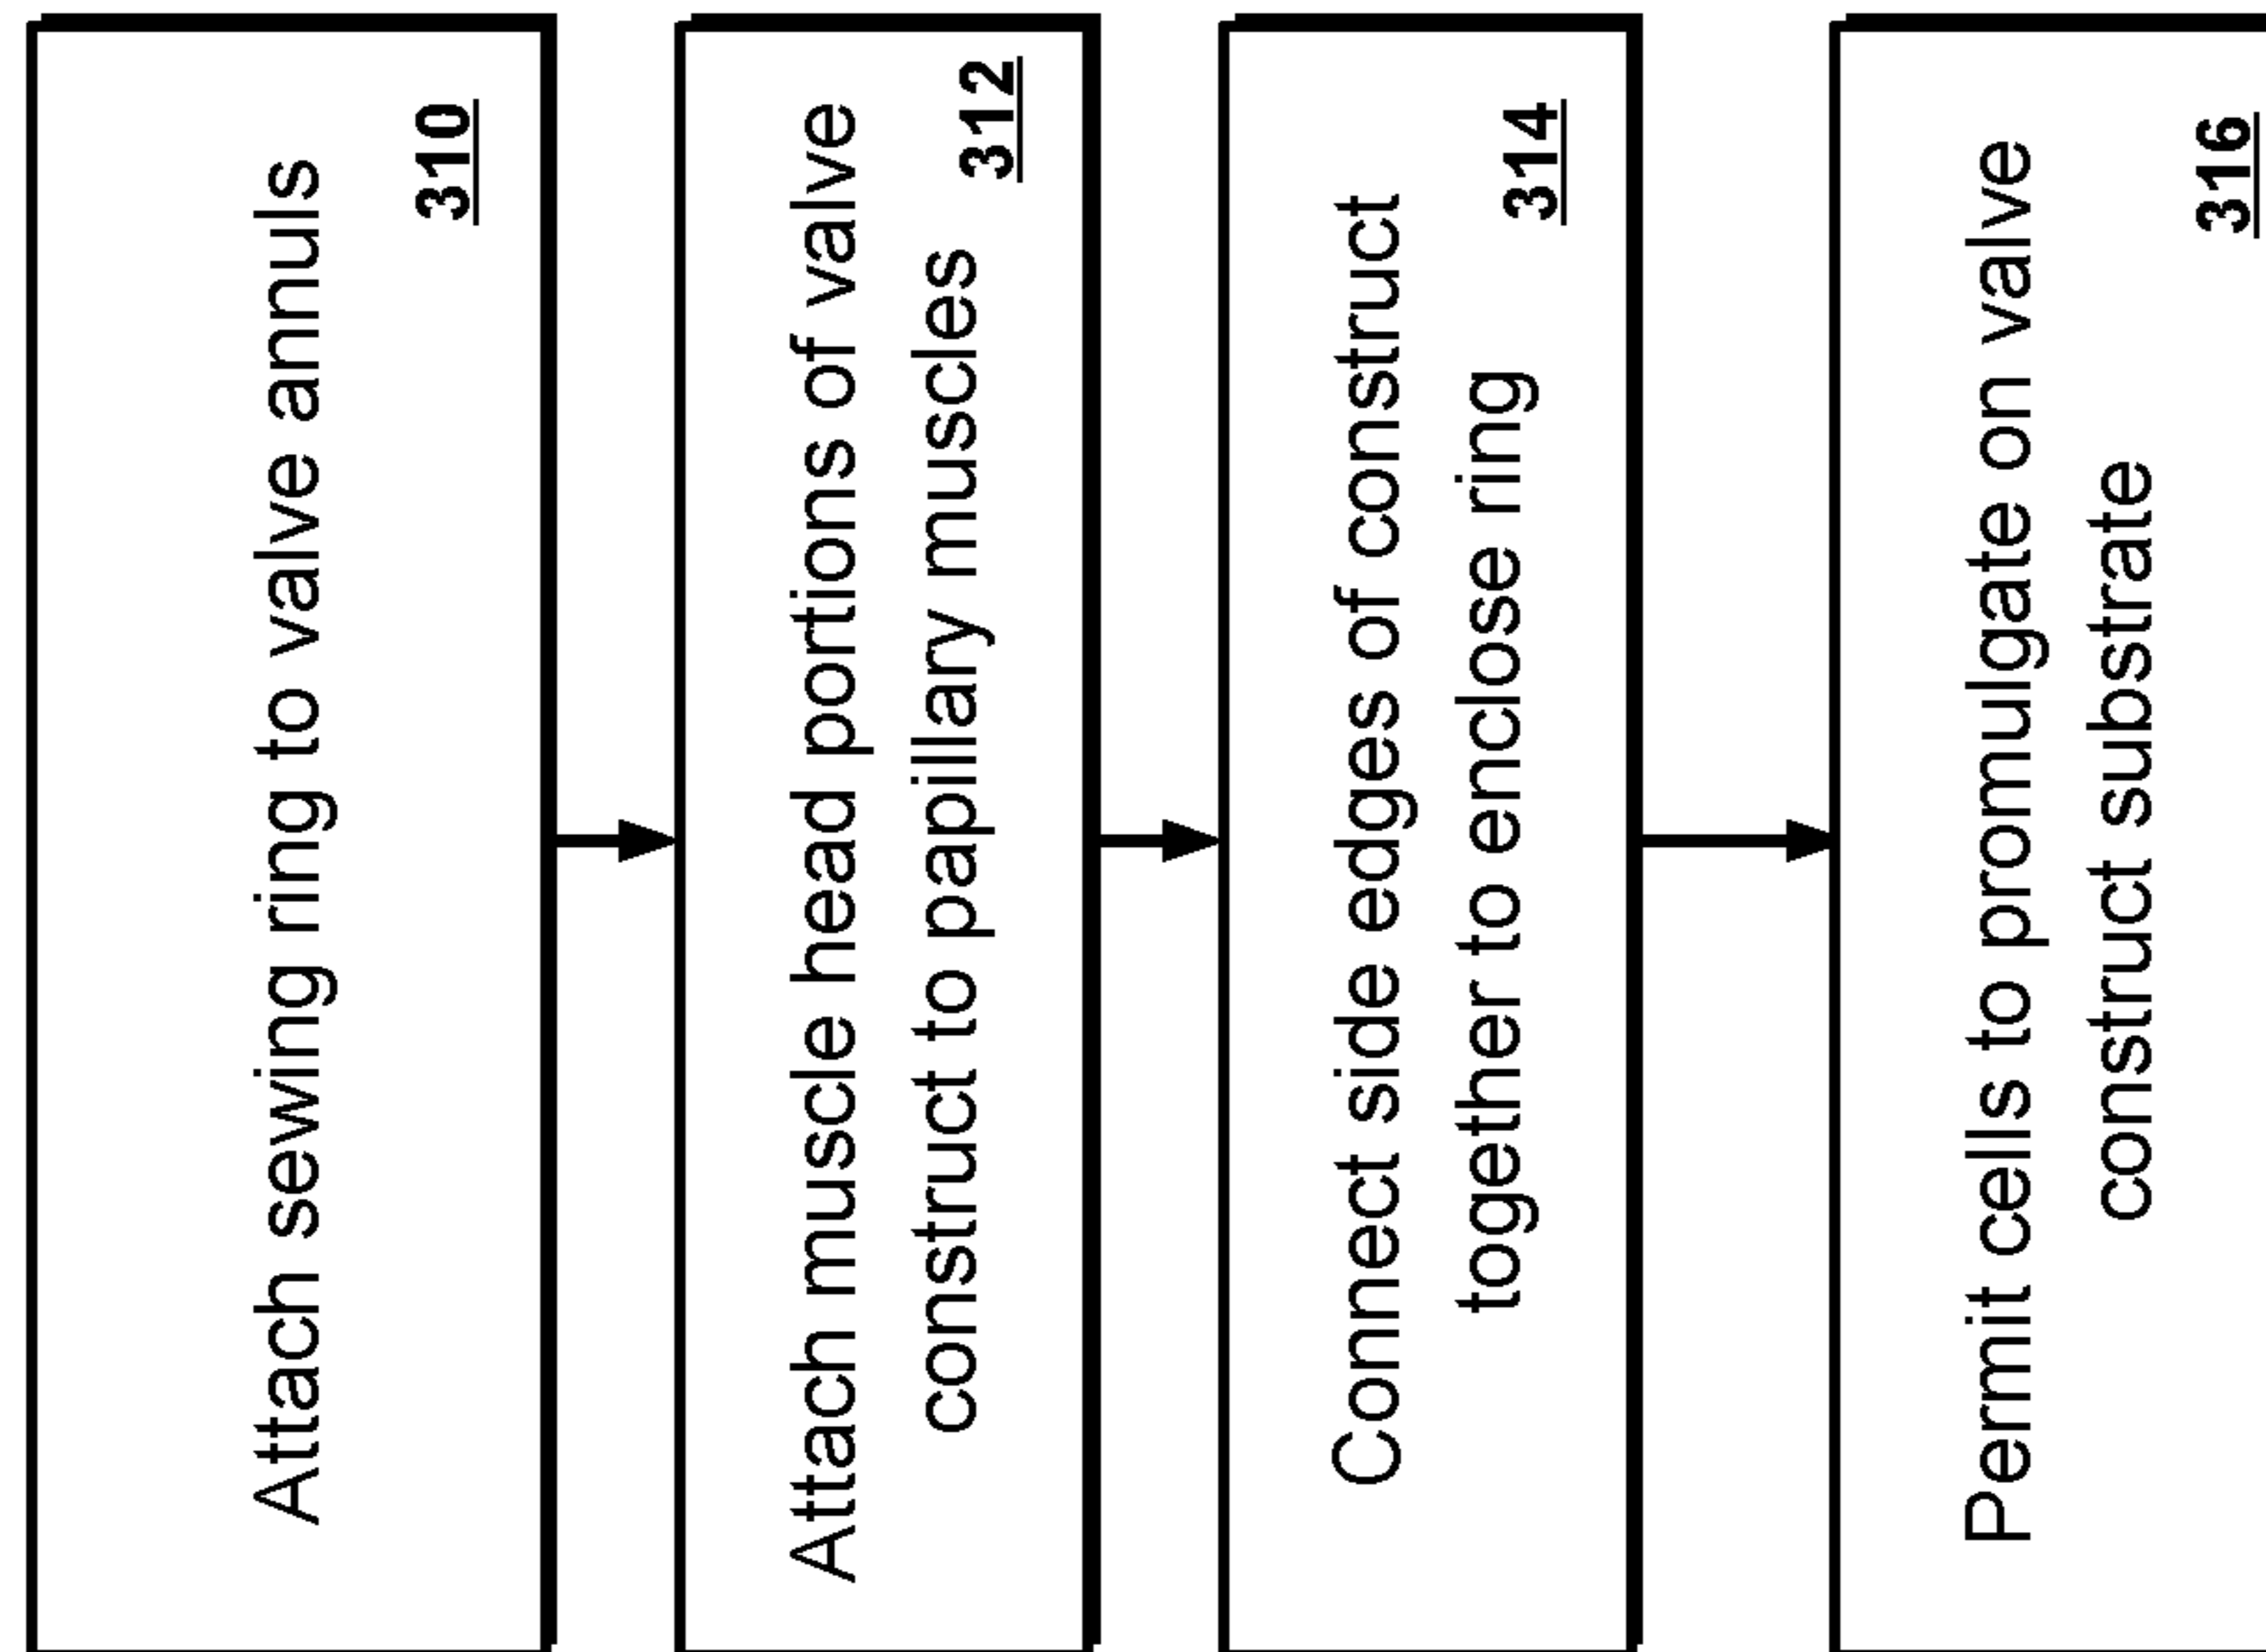 Attach sewing ring to valve annuls
310
Attach muscle head portions of valve
construct to papillary muscles
312
Connect side edges of construct
together to enclose ring
314
Permit cells to promulgate on valve
construct substrate
316